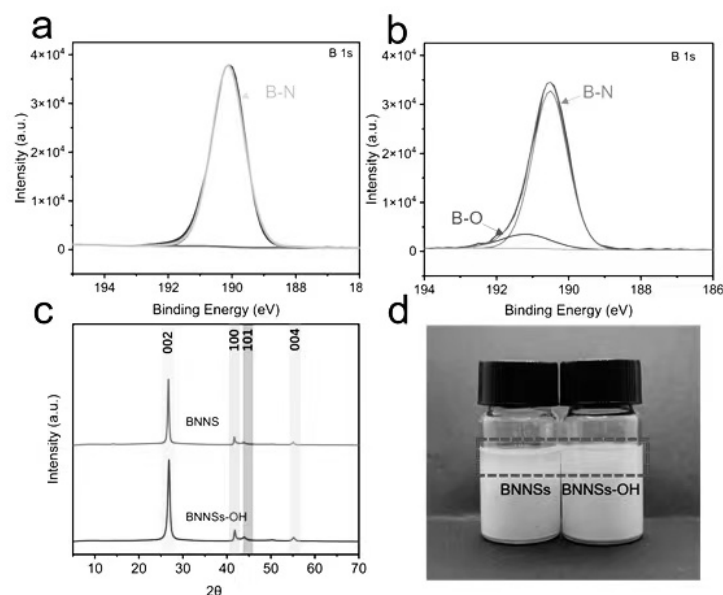 a
B 1s
B-N
4×10⁴
3×10⁴
2×10⁴
1×10⁴
0
Intensity (a.u.)
194 192 190 188 18
Binding Energy (eV)
b
B 1s
B-N
B-O
4×10⁴
3×10⁴
2×10⁴
1×10⁴
0
Intensity (a.u.)
194 192 190 188 186
Binding Energy (eV)
c
002
100
101
004
BNNS
BNNSs-OH
Intensity (a.u.)
10 20 30 40 50 60 70
2θ
d
BNNSs
BNNSs-OH